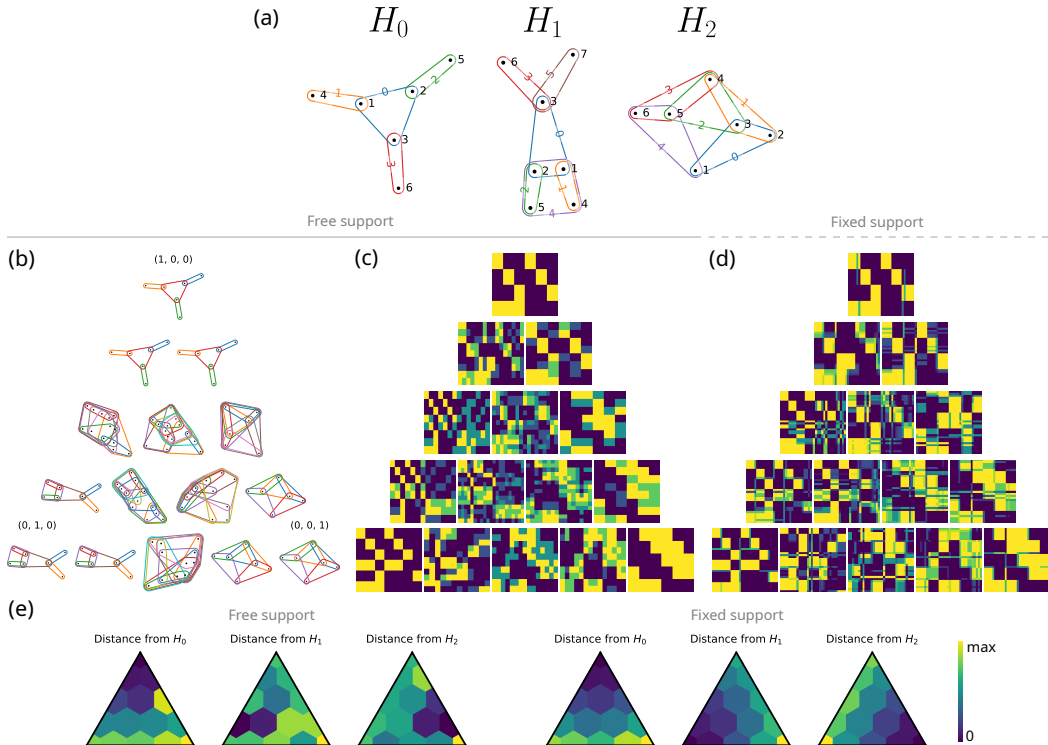 (a)
H₀ H₁ H₂
4 1 1 0 2 2 5 3 3 6
6 3 5 7 3 0 2 1 2 1 5 4 4
4 3 1 6 5 2 3 2 4 0 1
Free support Fixed support
(b) (c) (d)
(1, 0, 0)
(0, 1, 0) (0, 0, 1)
(e)
Free support Fixed support
Distance from H₀ Distance from H₁ Distance from H₂ Distance from H₀ Distance from H₁ Distance from H₂
max
0